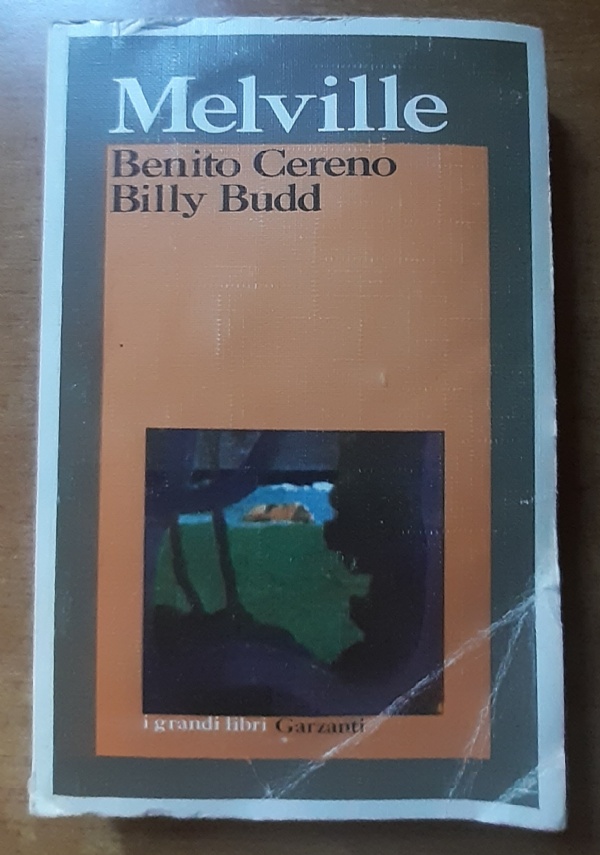 Melville
Benito Cereno
Billy Budd
i grandi libri Garzanti